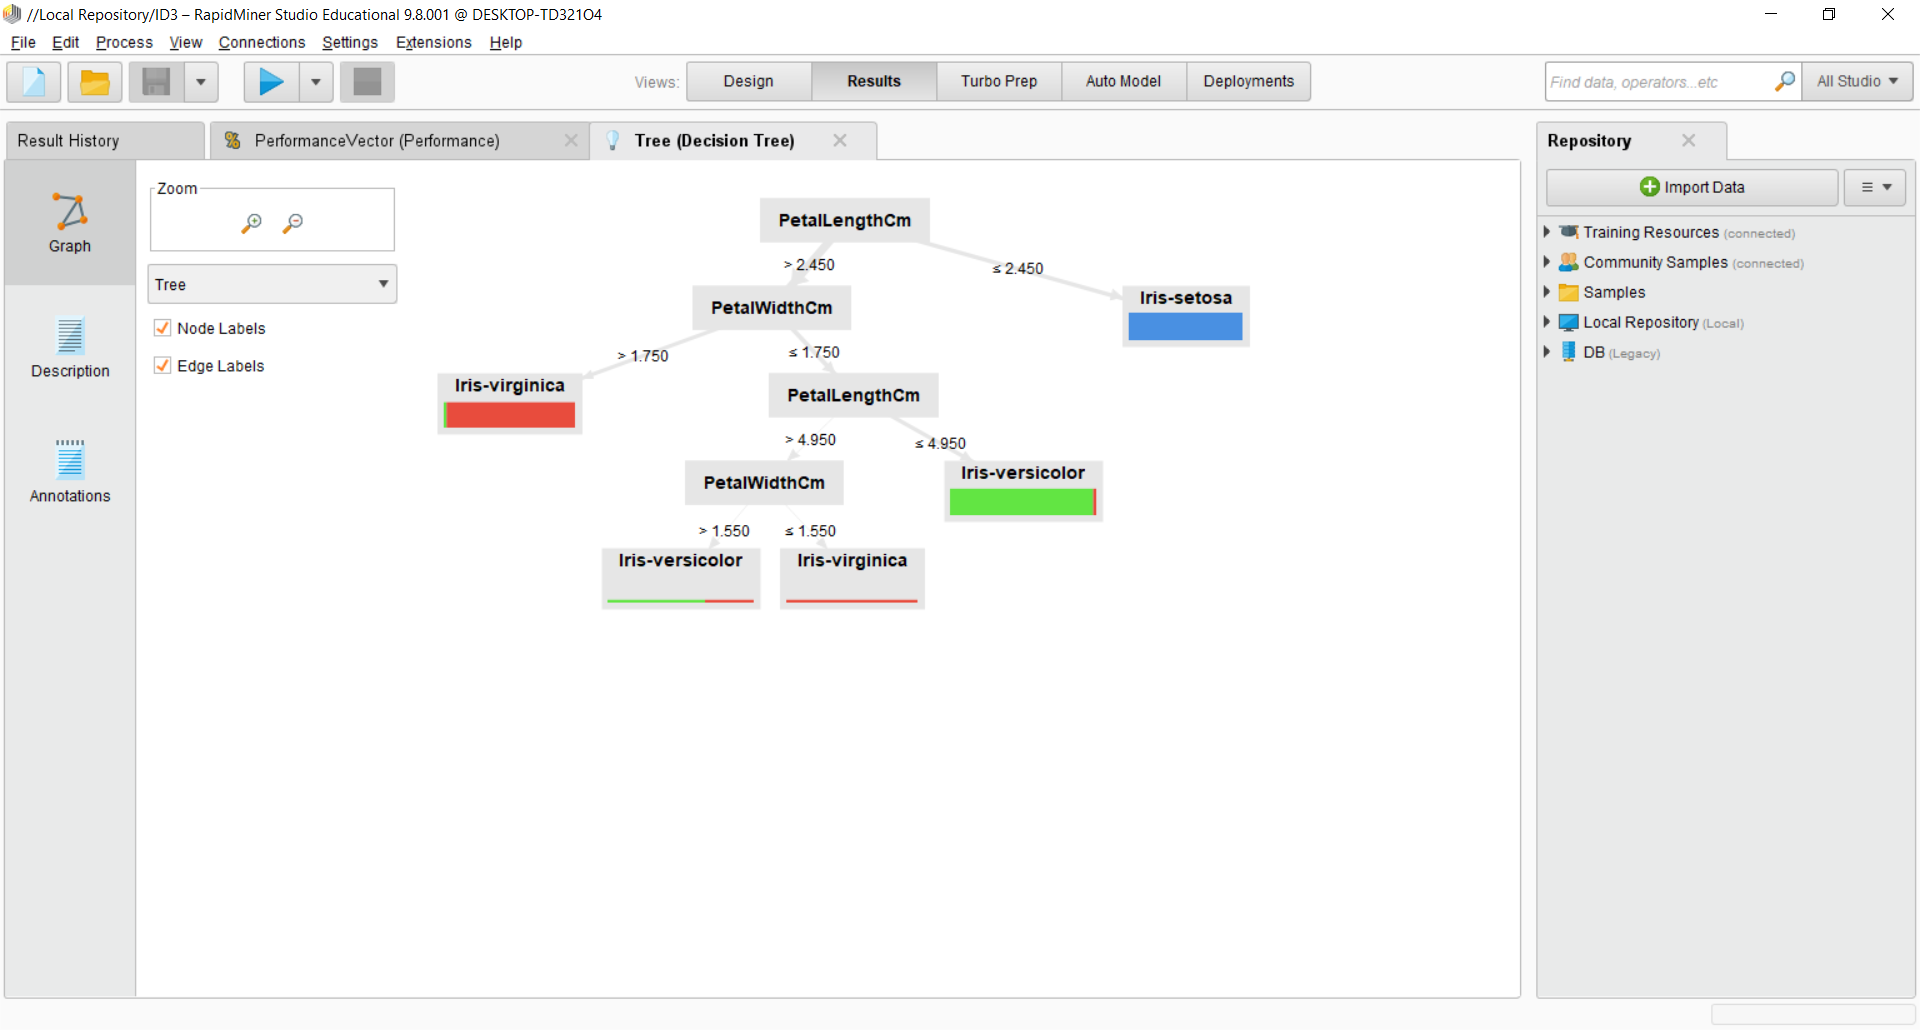 //Local Repository/ID3 – RapidMiner Studio Educational 9.8.001 @ DESKTOP-TD321O4
File Edit Process View Connections Settings Extensions Help
Views: Design Results Turbo Prep Auto Model Deployments
Find data, operators...etc All Studio
Result History PerformanceVector (Performance) Tree (Decision Tree)
Repository
Zoom
Graph
Tree
Node Labels
Edge Labels
Description
Annotations
PetalLengthCm
> 2.450
≤ 2.450
PetalWidthCm
Iris-setosa
> 1.750
≤ 1.750
Iris-virginica
PetalLengthCm
> 4.950
≤ 4.950
PetalWidthCm
Iris-versicolor
> 1.550
≤ 1.550
Iris-versicolor
Iris-virginica
Import Data
Training Resources (connected)
Community Samples (connected)
Samples
Local Repository (Local)
DB (Legacy)